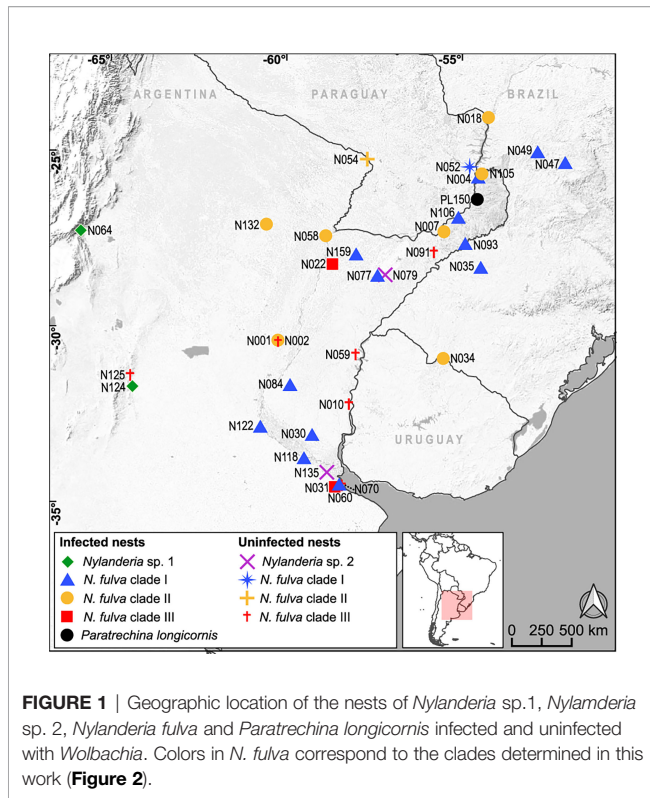 -65° -60° -55°
ARGENTINA PARAGUAY BRAZIL
N018
-25°
N054 N052 N049
N004 N105 N047
PL150
N064 N132 N058 N007 N106
N159 N091 N093
N022 N077 N079 N035
-30°
N001 N002 N059 N034
N125
N124 N084 N010
N122 N030 URUGUAY
N118
N135
N031 N070
N060
-35°
Infected nests Uninfected nests
Nylanderia sp. 1 Nylanderia sp. 2
N. fulva clade I N. fulva clade I
N. fulva clade II N. fulva clade II
N. fulva clade III N. fulva clade III
Paratrechina longicornis
0 250 500 km
FIGURE 1 | Geographic location of the nests of Nylanderia sp.1, Nylamderia
sp. 2, Nylanderia fulva and Paratrechina longicornis infected and uninfected
with Wolbachia. Colors in N. fulva correspond to the clades determined in this
work (Figure 2).